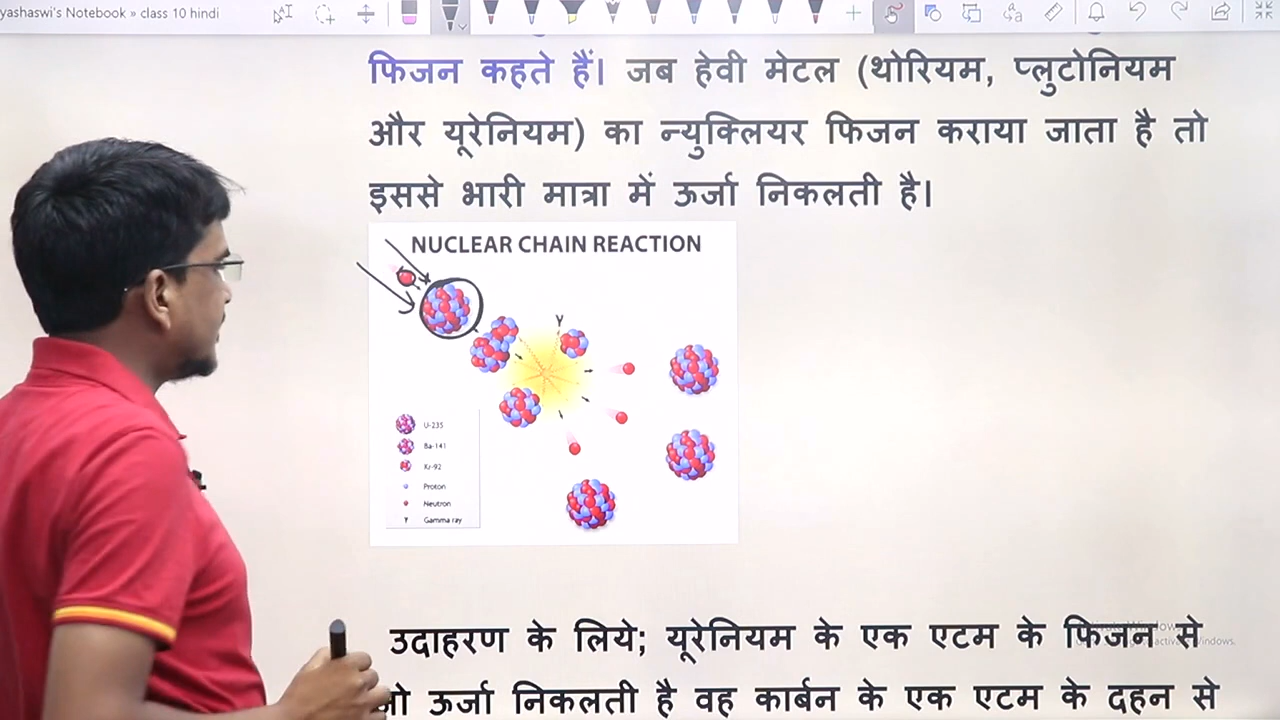 yashaswi's Notebook » class 10 hindi
फिजन कहते हैं। जब हेवी मेटल (थोरियम, प्लुटोनियम
और यूरेनियम) का न्युक्लियर फिजन कराया जाता है तो
इससे भारी मात्रा में ऊर्जा निकलती है।
NUCLEAR CHAIN REACTION
γ
U-235
Ba-141
Kr-92
Proton
Neutron
γ Gamma ray
उदाहरण के लिये; यूरेनियम के एक एटम के फिजन से
ऊर्जा निकलती है वह कार्बन के एक एटम के दहन से